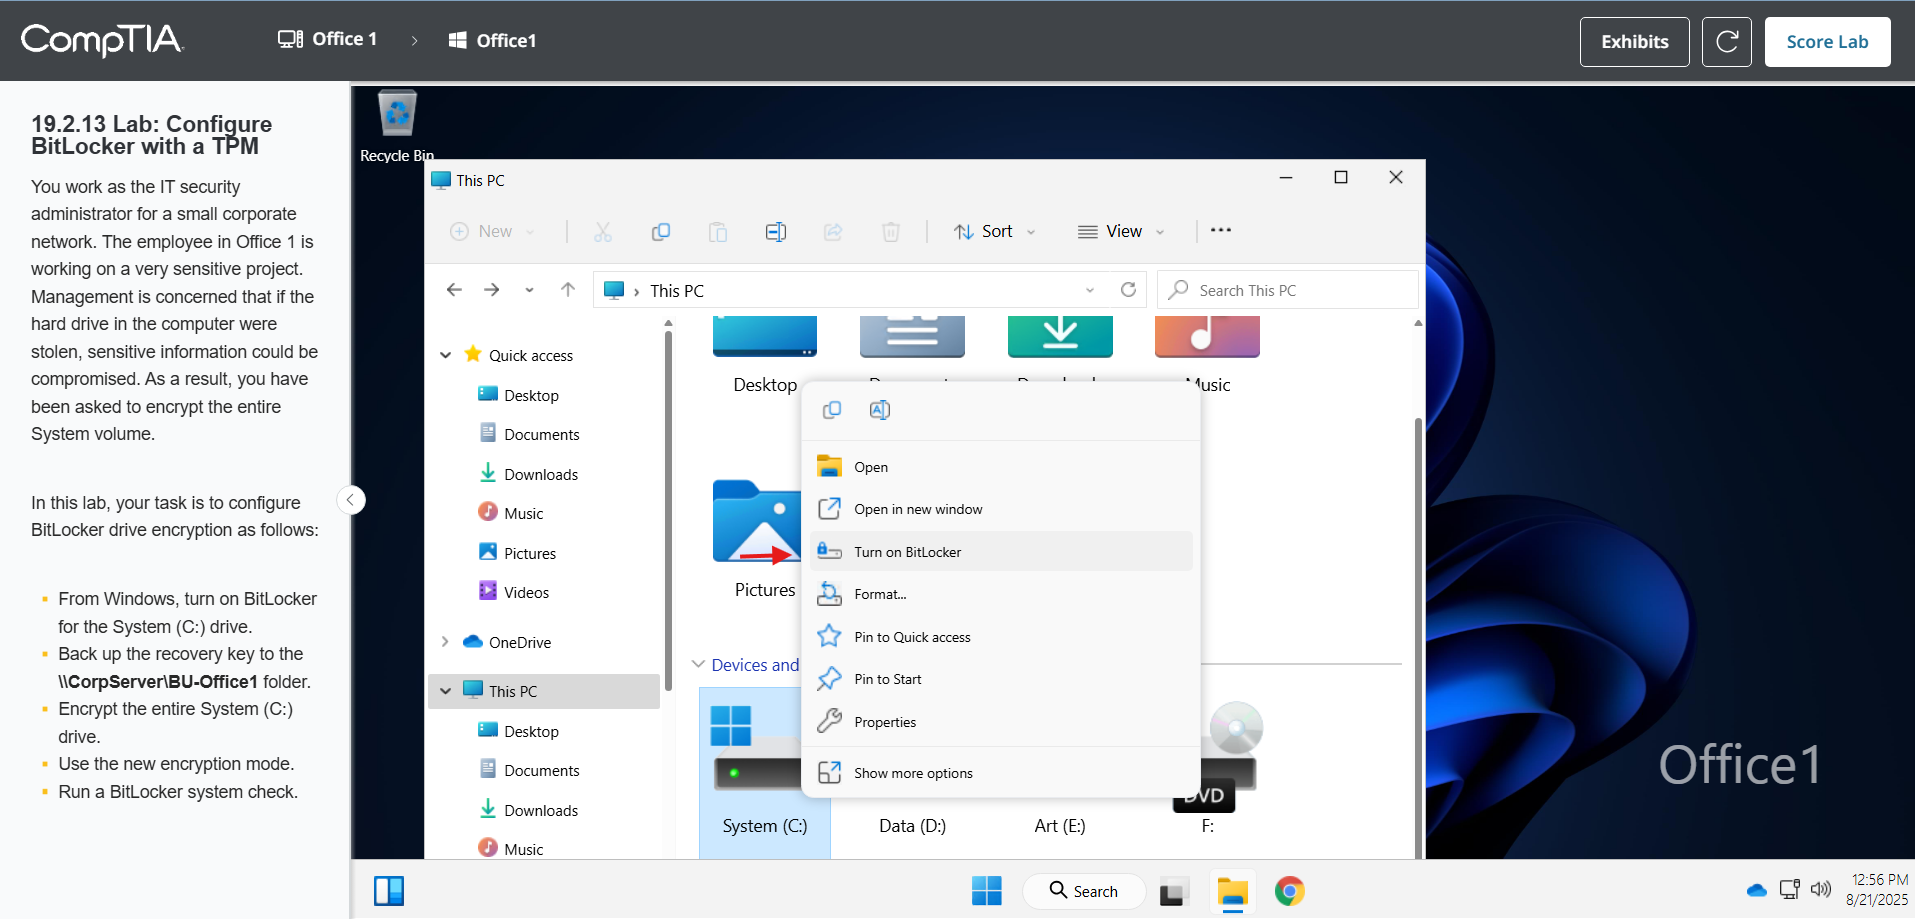 CompTIA.
Office 1
Office1
Exhibits
Score Lab
19.2.13 Lab: Configure
BitLocker with a TPM
You work as the IT security
administrator for a small corporate
network. The employee in Office 1 is
working on a very sensitive project.
Management is concerned that if the
hard drive in the computer were
stolen, sensitive information could be
compromised. As a result, you have
been asked to encrypt the entire
System volume.
In this lab, your task is to configure
BitLocker drive encryption as follows:
From Windows, turn on BitLocker
for the System (C:) drive.
Back up the recovery key to the
\\CorpServer\BU-Office1 folder.
Encrypt the entire System (C:)
drive.
Use the new encryption mode.
Run a BitLocker system check.
Recycle Bin
This PC
New
Sort
View
This PC
Search This PC
Quick access
Desktop
Documents
Downloads
Music
Pictures
Videos
OneDrive
This PC
Desktop
Documents
Downloads
Music
Desktop
Music
Pictures
Devices and
System (C:)
Data (D:)
Art (E:)
DVD
F:
Open
Open in new window
Turn on BitLocker
Format...
Pin to Quick access
Pin to Start
Properties
Show more options
Office1
Search
12:56 PM
8/21/2025